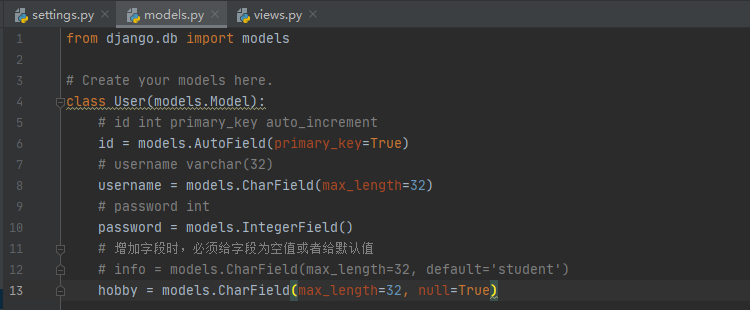 settings.py models.py views.py
1 from django.db import models
2
3 # Create your models here.
4 class User(models.Model):
5 # id int primary_key auto_increment
6 id = models.AutoField(primary_key=True)
7 # username varchar(32)
8 username = models.CharField(max_length=32)
9 # password int
10 password = models.IntegerField()
11 # 增加字段时，必须给字段为空值或者给默认值
12 # info = models.CharField(max_length=32, default='student')
13 hobby = models.CharField(max_length=32, null=True)